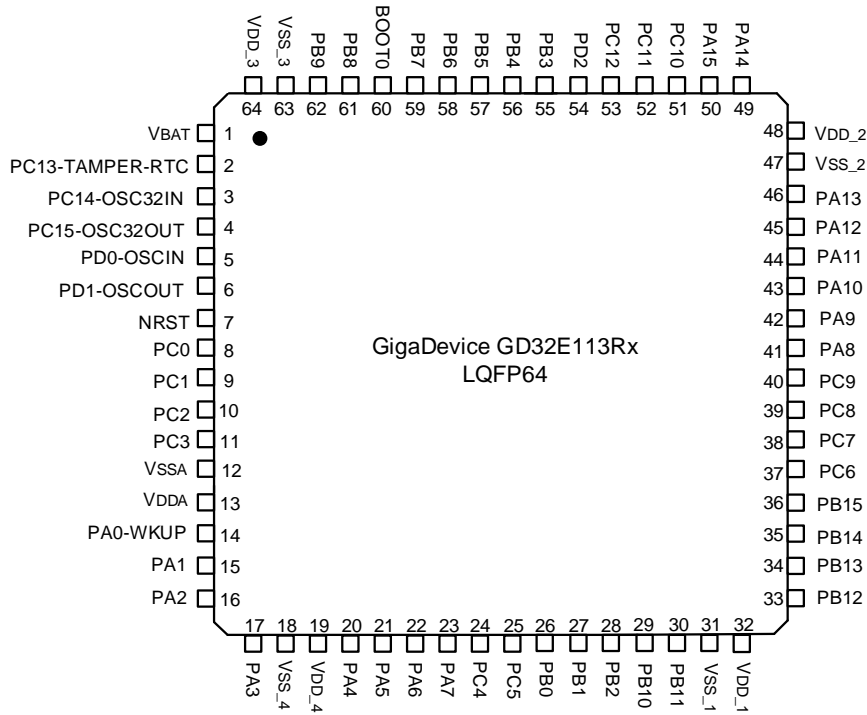 VDD_3 VSS_3 PB9 PB8 BOOT0 PB7 PB6 PB5 PB4 PB3 PD2 PC12 PC11 PC10 PA15 PA14
64 63 62 61 60 59 58 57 56 55 54 53 52 51 50 49
VBAT 1
PC13-TAMPER-RTC 2
PC14-OSC32IN 3
PC15-OSC32OUT 4
PD0-OSCIN 5
PD1-OSCOUT 6
NRST 7
PC0 8
PC1 9
PC2 10
PC3 11
VSSA 12
VDDA 13
PA0-WKUP 14
PA1 15
PA2 16
GigaDevice GD32E113Rx
LQFP64
48 VDD_2
47 VSS_2
46 PA13
45 PA12
44 PA11
43 PA10
42 PA9
41 PA8
40 PC9
39 PC8
38 PC7
37 PC6
36 PB15
35 PB14
34 PB13
33 PB12
17 18 19 20 21 22 23 24 25 26 27 28 29 30 31 32
PA3 VSS_4 VDD_4 PA4 PA5 PA6 PA7 PC4 PC5 PB0 PB1 PB2 PB10 PB11 VSS_1 VDD_1